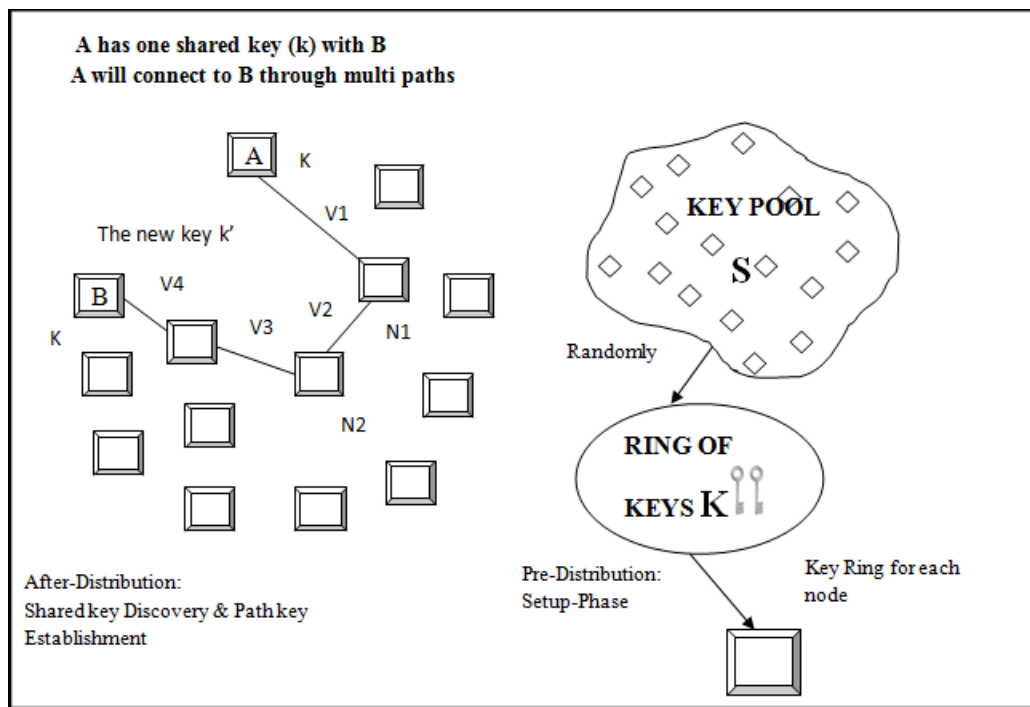 A has one shared key (k) with B
A will connect to B through multi paths
A
K
V1
The new key k’
B
V4
K
V3
V2
N1
N2
After-Distribution:
Shared key Discovery & Path key
Establishment
KEY POOL
S
Randomly
RING OF
KEYS K
Pre-Distribution:
Setup-Phase
Key Ring for each
node